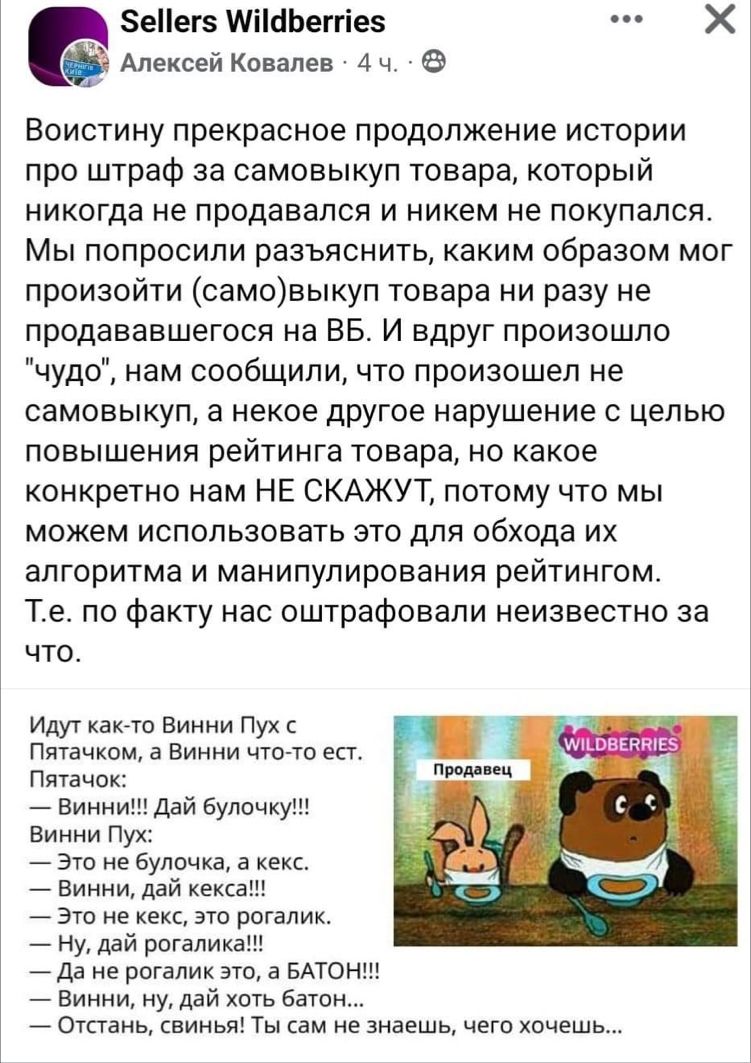 Sellers Wildberries
Алексей Ковалев · 4 ч. ·
Воистину прекрасное продолжение истории
про штраф за самовыкуп товара, который
никогда не продавался и никем не покупался.
Мы попросили разъяснить, каким образом мог
произойти (само)выкуп товара ни разу не
продававшегося на ВБ. И вдруг произошло
"чудо", нам сообщили, что произошел не
самовыкуп, а некое другое нарушение с целью
повышения рейтинга товара, но какое
конкретно нам НЕ СКАЖУТ, потому что мы
можем использовать это для обхода их
алгоритма и манипулирования рейтингом.
Т.е. по факту нас оштрафовали неизвестно за
что.
Идут как-то Винни Пух с
Пятачком, а Винни что-то ест.
Пятачок:
— Винни!!! Дай булочку!!!
Винни Пух:
— Это не булочка, а кекс.
— Винни, дай кекса!!!
— Это не кекс, это рогалик.
— Ну, дай рогалика!!!
— Да не рогалик это, а БАТОН!!!
— Винни, ну, дай хоть батон...
— Отстань, свинья! Ты сам не знаешь, чего хочешь...
Продавец
WILDBERRIES
ЧЕРНІГІВ
КИЇВ